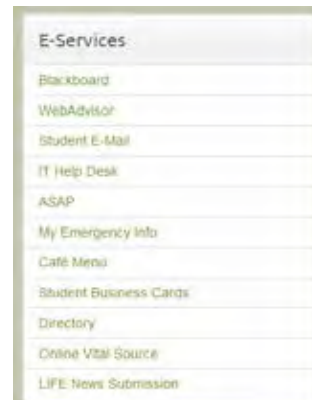 E-Services
Blackboard
WebAdvisor
Student E-Mail
IT Help Desk
ASAP
My Emergency Info
Café Menu
Student Business Cards
Directory
Online Vital Source
LIFE News Submission